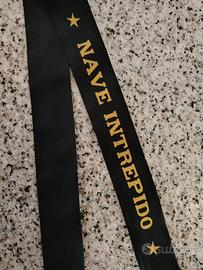 ★ NAVE INTREPIDO ★